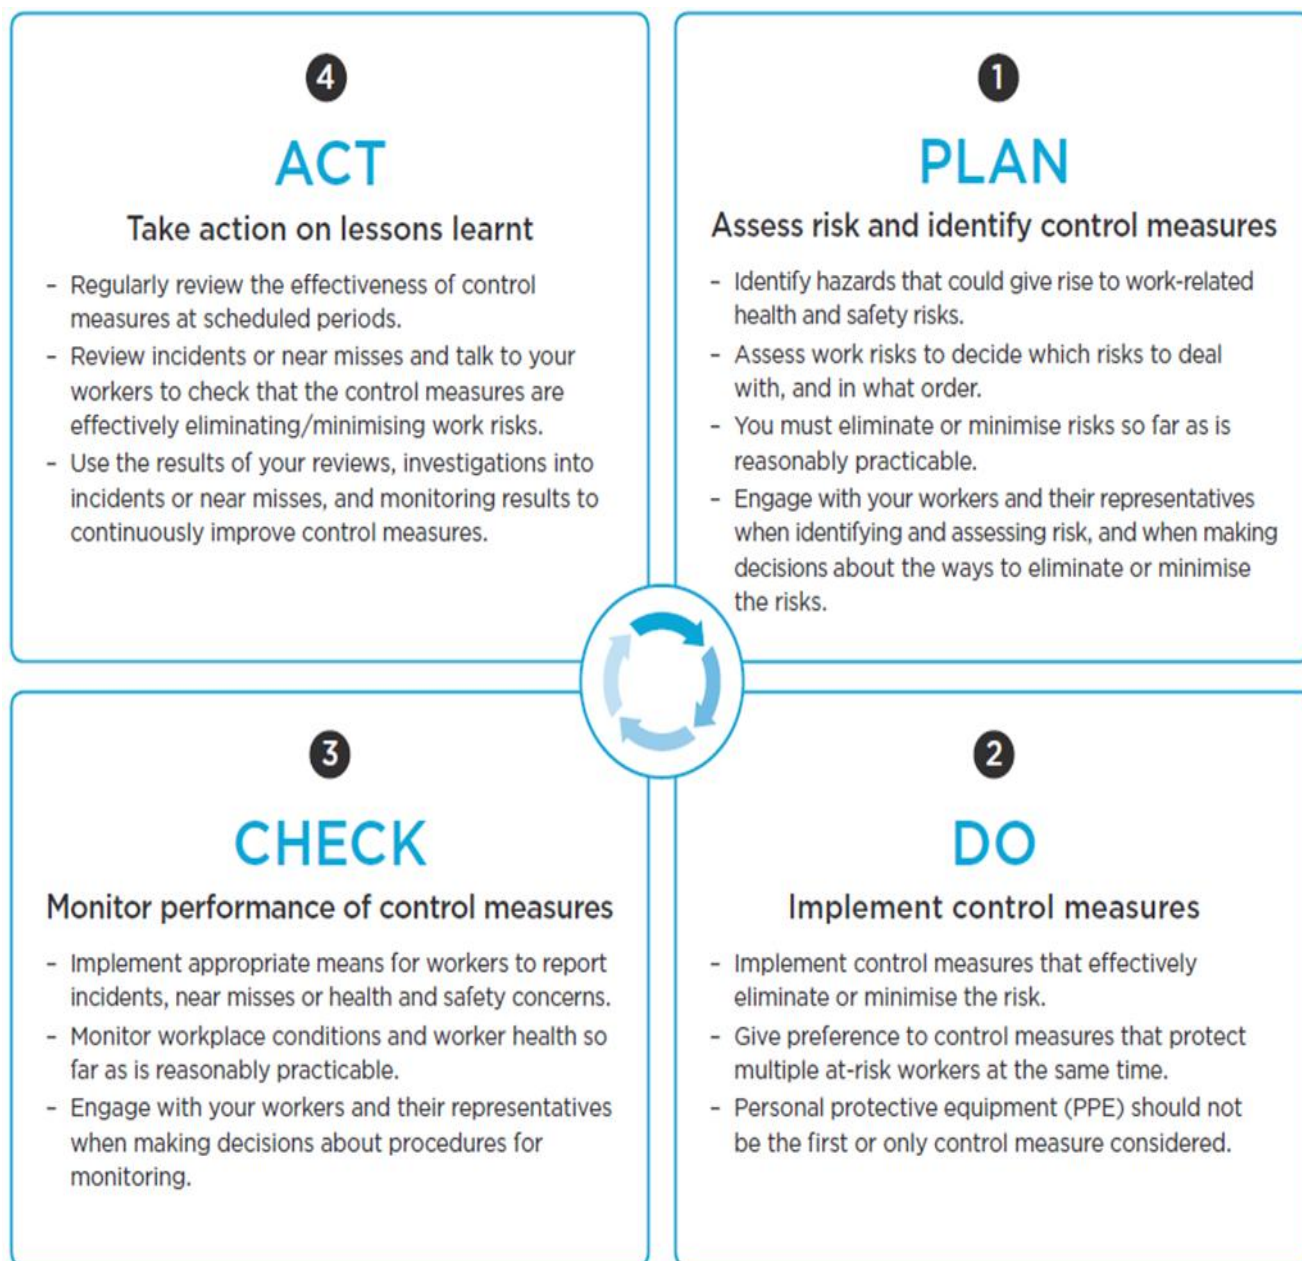 4
ACT
Take action on lessons learnt
– Regularly review the effectiveness of control
measures at scheduled periods.
– Review incidents or near misses and talk to your
workers to check that the control measures are
effectively eliminating/minimising work risks.
– Use the results of your reviews, investigations into
incidents or near misses, and monitoring results to
continuously improve control measures.
1
PLAN
Assess risk and identify control measures
– Identify hazards that could give rise to work-related
health and safety risks.
– Assess work risks to decide which risks to deal
with, and in what order.
– You must eliminate or minimise risks so far as is
reasonably practicable.
– Engage with your workers and their representatives
when identifying and assessing risk, and when making
decisions about the ways to eliminate or minimise
the risks.
3
CHECK
Monitor performance of control measures
– Implement appropriate means for workers to report
incidents, near misses or health and safety concerns.
– Monitor workplace conditions and worker health so
far as is reasonably practicable.
– Engage with your workers and their representatives
when making decisions about procedures for
monitoring.
2
DO
Implement control measures
– Implement control measures that effectively
eliminate or minimise the risk.
– Give preference to control measures that protect
multiple at-risk workers at the same time.
– Personal protective equipment (PPE) should not
be the first or only control measure considered.